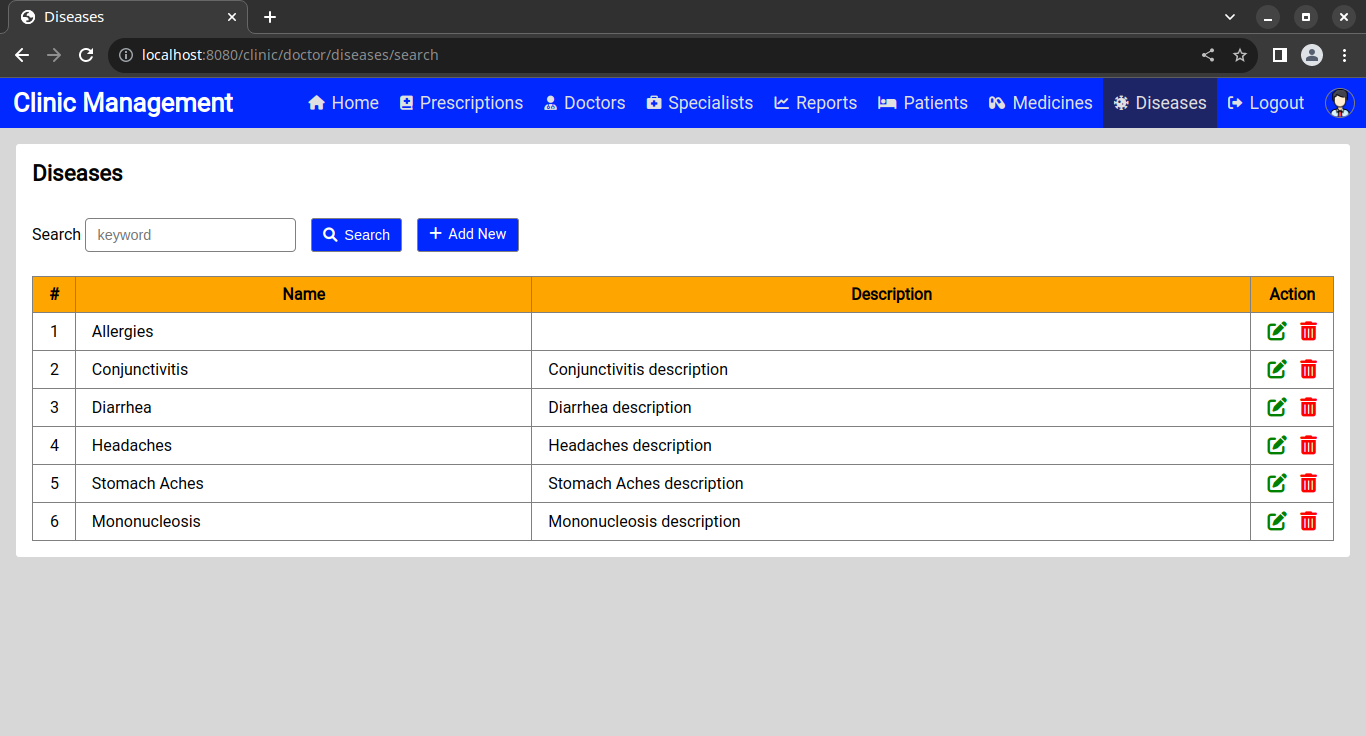 Diseases
localhost:8080/clinic/doctor/diseases/search
Clinic Management Home Prescriptions Doctors Specialists Reports Patients Medicines Diseases Logout
Diseases
Search keyword Search Add New
# Name Description Action
1 Allergies
2 Conjunctivitis Conjunctivitis description
3 Diarrhea Diarrhea description
4 Headaches Headaches description
5 Stomach Aches Stomach Aches description
6 Mononucleosis Mononucleosis description